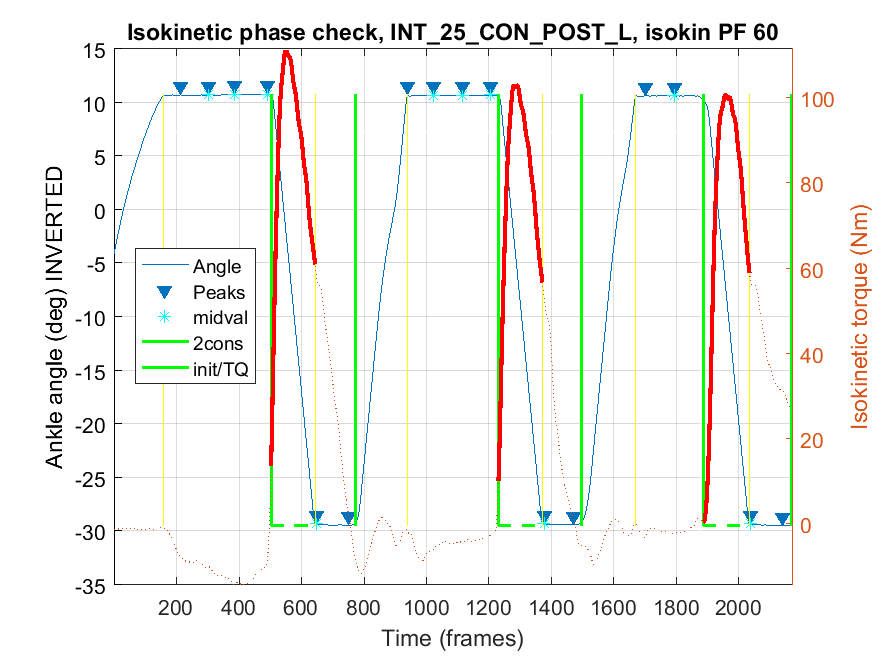 Isokinetic phase check, INT_25_CON_POST_L, isokin PF 60
15
10
5
0
-5
-10
-15
-20
-25
-30
-35
Ankle angle (deg) INVERTED
Angle
Peaks
midval
2cons
init/TQ
100
80
60
40
20
0
Isokinetic torque (Nm)
200 400 600 800 1000 1200 1400 1600 1800 2000
Time (frames)